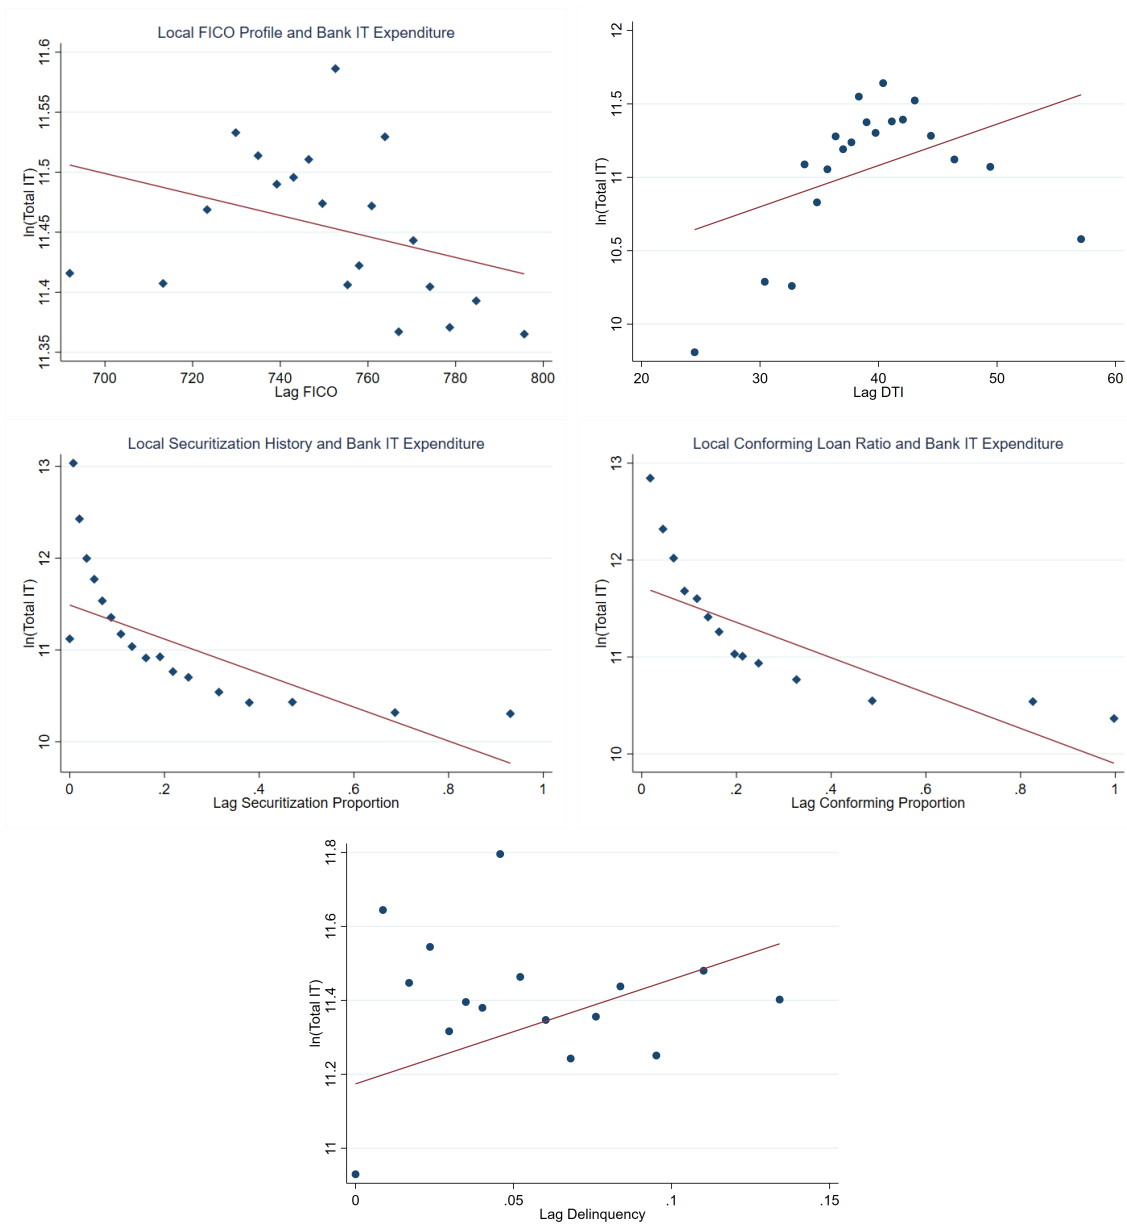 Local FICO Profile and Bank IT Expenditure
ln(Total IT)
11.6
11.55
11.5
11.45
11.4
11.35
700 720 740 760 780 800
Lag FICO
ln(Total IT)
12
11.5
11
10.5
10
20 30 40 50 60
Lag DTI
Local Securitization History and Bank IT Expenditure
ln(Total IT)
13
12
11
10
0 .2 .4 .6 .8 1
Lag Securitization Proportion
Local Conforming Loan Ratio and Bank IT Expenditure
ln(Total IT)
13
12
11
10
0 .2 .4 .6 .8 1
Lag Conforming Proportion
ln(Total IT)
11.8
11.6
11.4
11.2
11
0 .05 .1 .15
Lag Delinquency